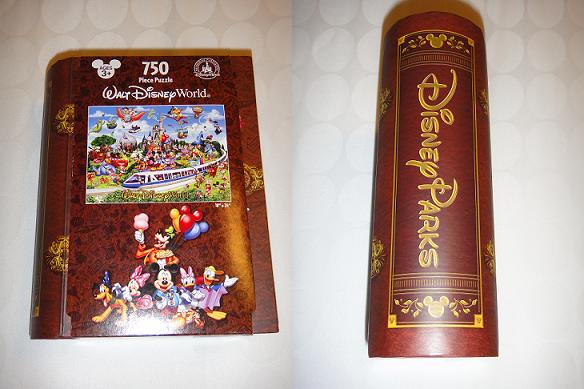 AGES
3+
750
Piece Puzzle
WALT DISNEY WORLD®
DISNEY PARKS